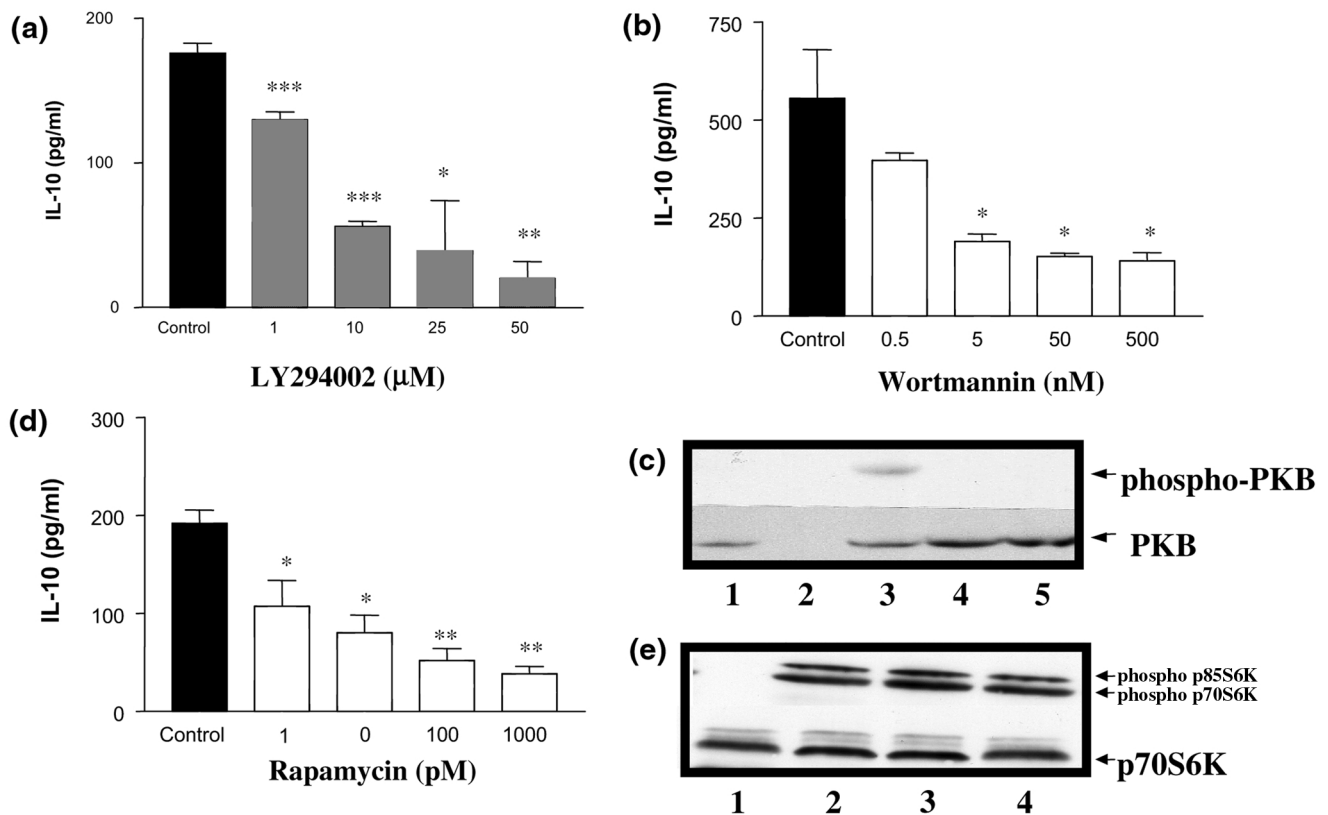 (a)
200
100
0
IL-10 (pg/ml)
***
***
*
**
Control 1 10 25 50
LY294002 (μM)
(b)
750
500
250
0
IL-10 (pg/ml)
*
*
*
Control 0.5 5 50 500
Wortmannin (nM)
(d)
300
200
100
0
IL-10 (pg/ml)
*
*
**
**
Control 1 0 100 1000
Rapamycin (pM)
(c)
phospho-PKB
PKB
1 2 3 4 5
(e)
phospho p85S6K
phospho p70S6K
p70S6K
1 2 3 4